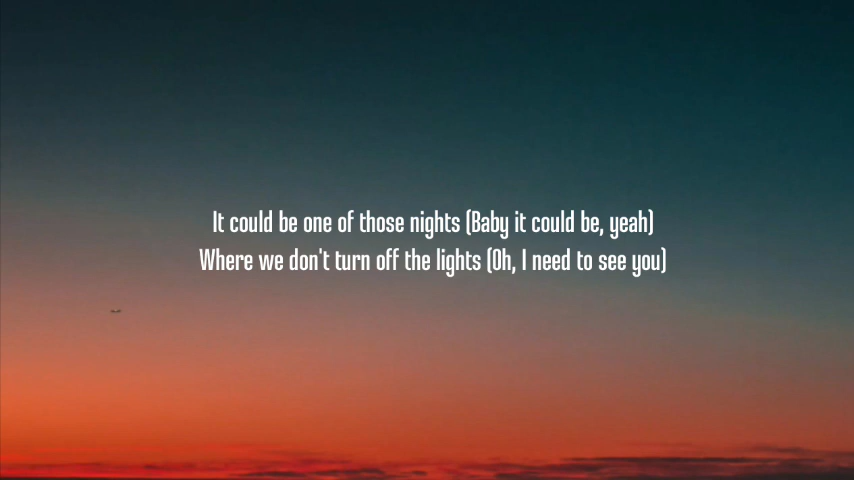 It could be one of those nights (Baby it could be, yeah)
Where we don't turn off the lights (Oh, I need to see you)